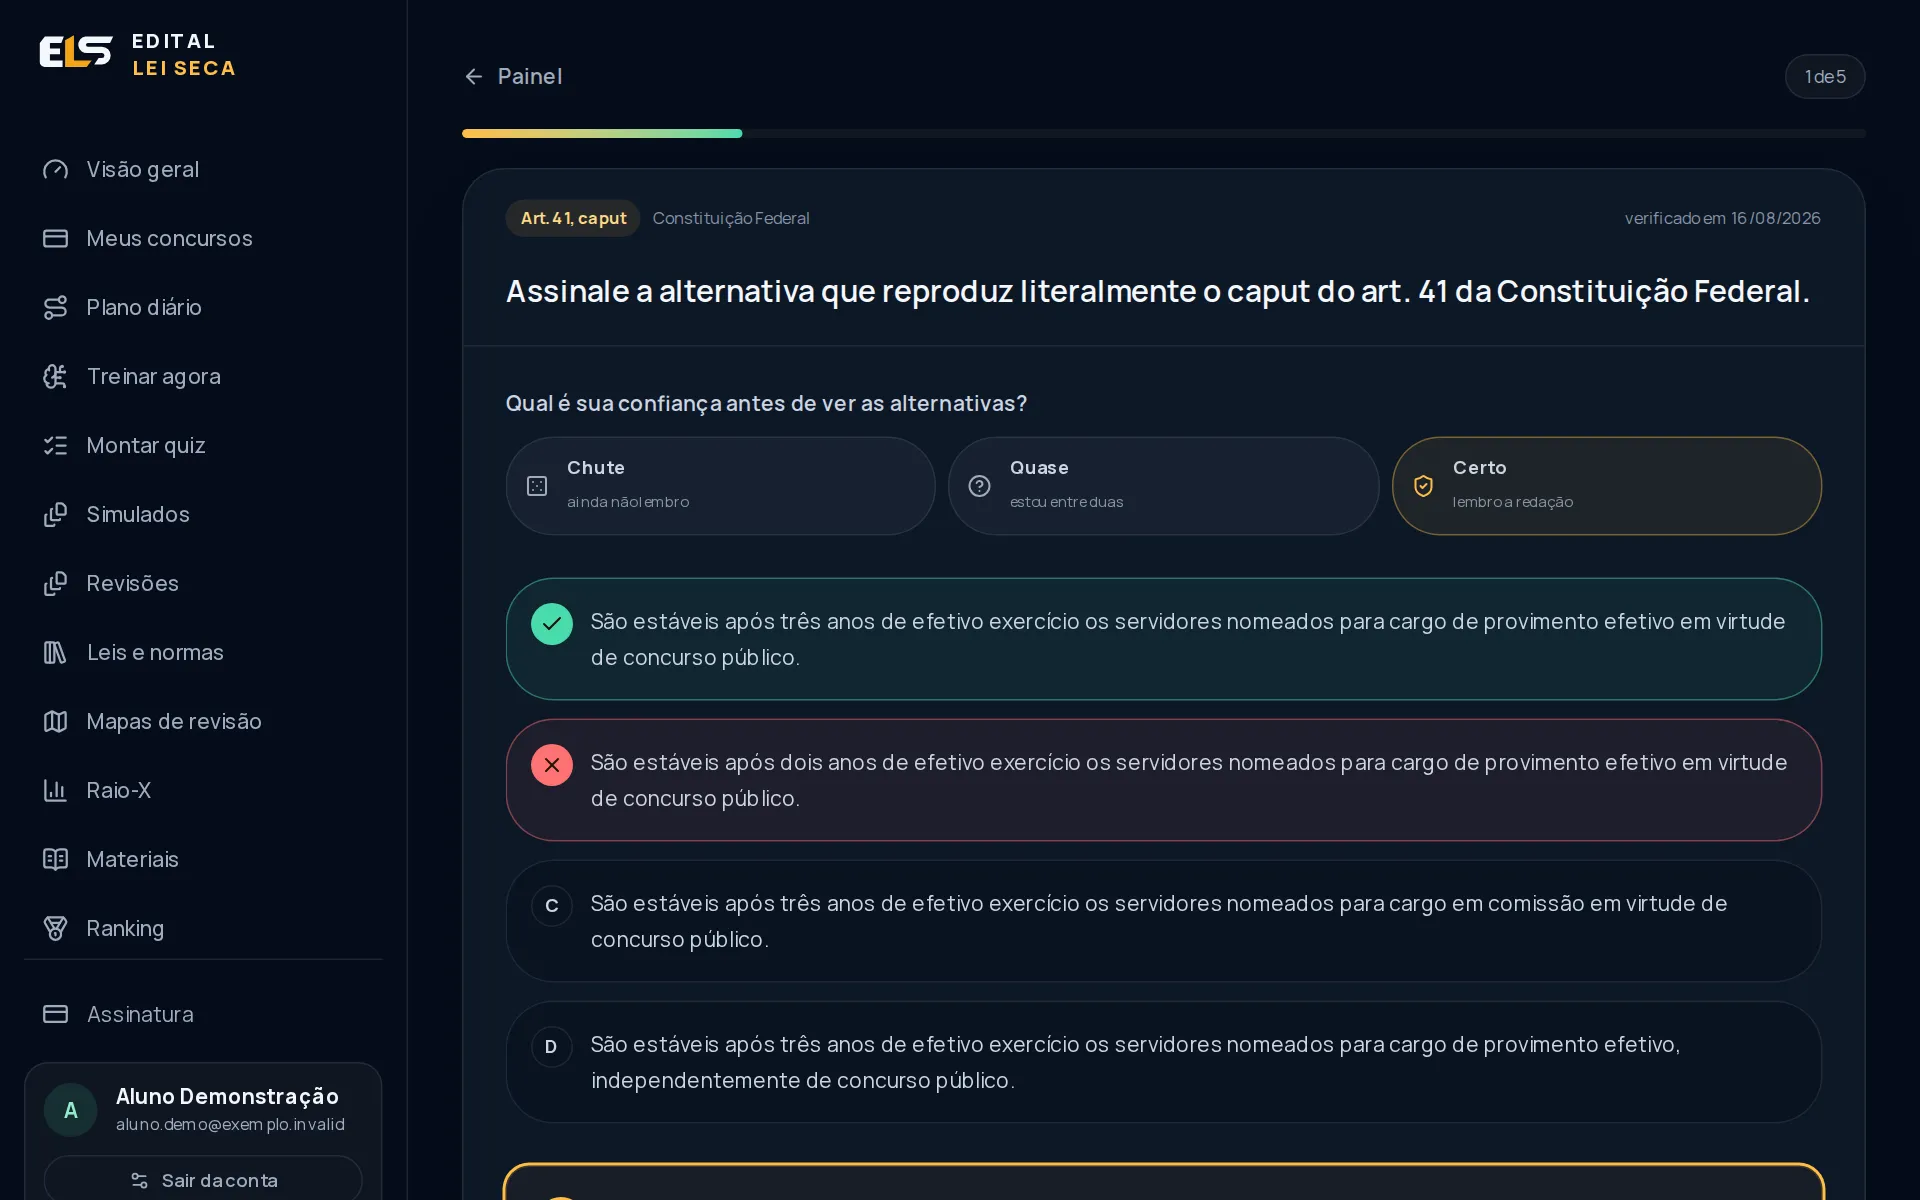 ELS
EDITAL
LEI SECA
Visão geral
Meus concursos
Plano diário
Treinar agora
Montar quiz
Simulados
Revisões
Leis e normas
Mapas de revisão
Raio-X
Materiais
Ranking
Assinatura
A
Aluno Demonstração
aluno.demo@exemplo.invalid
Sair da conta
Painel
1 de 5
Art. 41, caput
Constituição Federal
verificado em 16/08/2026
Assinale a alternativa que reproduz literalmente o caput do art. 41 da Constituição Federal.
Qual é sua confiança antes de ver as alternativas?
Chute
ainda não lembro
Quase
estou entre duas
Certo
lembro a redação
São estáveis após três anos de efetivo exercício os servidores nomeados para cargo de provimento efetivo em virtude
de concurso público.
São estáveis após dois anos de efetivo exercício os servidores nomeados para cargo de provimento efetivo em virtude
de concurso público.
C
São estáveis após três anos de efetivo exercício os servidores nomeados para cargo em comissão em virtude de
concurso público.
D
São estáveis após três anos de efetivo exercício os servidores nomeados para cargo de provimento efetivo,
independentemente de concurso público.